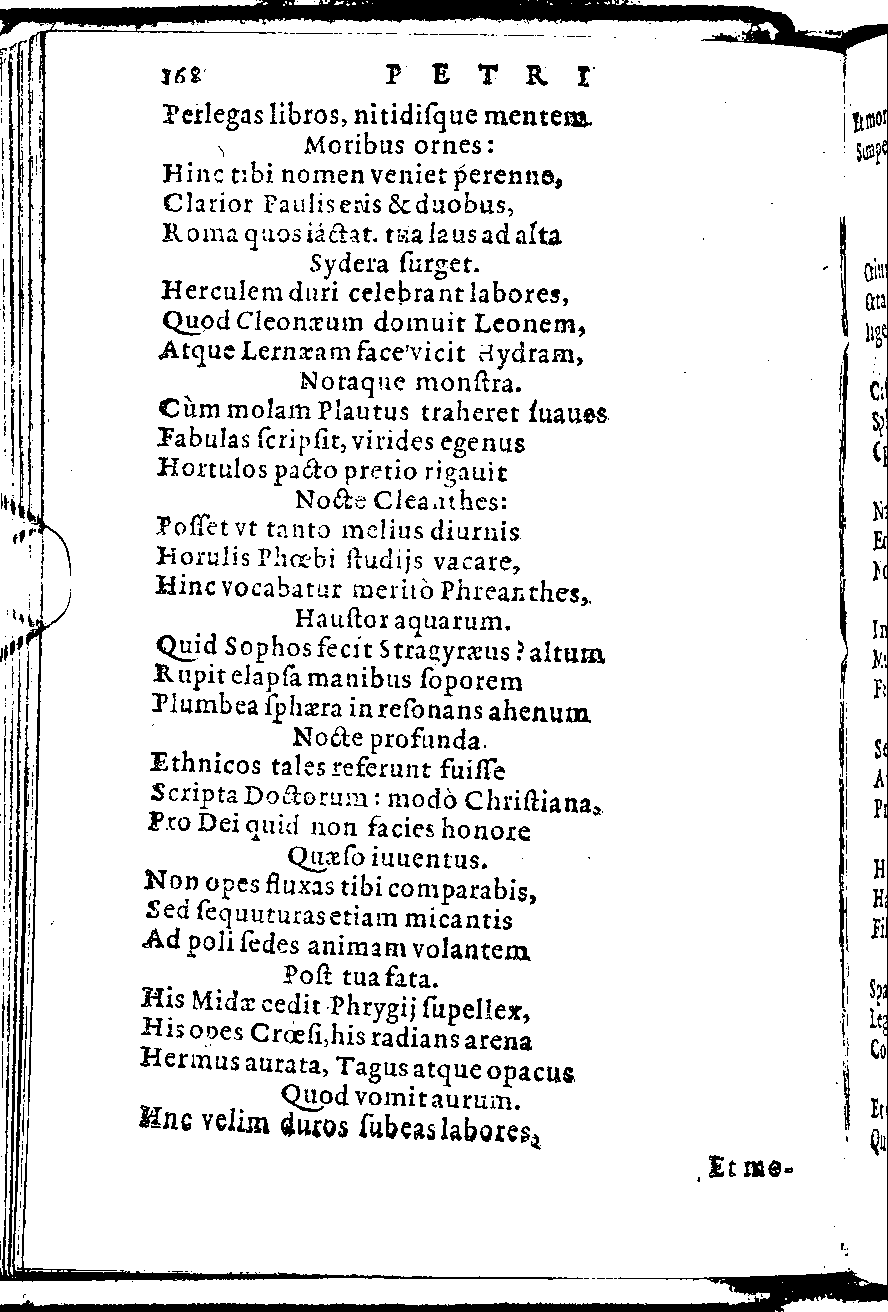 168 PETRI
Perlegas libros, nitidiſque mentem
Moribus ornes:
Hinc tibi nomen veniet perenne,
Clarior Paulis eris & duobus,
Roma quos iáctat. tua laus ad alta
Sydera ſurget.
Herculem duri celebrant labores,
Quod Cleonæum domuit Leonem,
Atque Lernæam face vicit Hydram,
Notaque monſtra.
Cùm molam Plautus traheret ſuaues
Fabulas ſcripſit, virides egenus
Hortulos pacto pretio rigauit
Nocte Cleanthes:
Poſſet vt tanto melius diurnis
Horulis Phœbi ſtudijs vacare,
Hinc vocabatur meritò Phreanthes,
Hauſtor aquarum.
Quid Sophos fecit Stragyræus? altum
Rupit elapſa manibus ſoporem
Plumbea ſphæra in reſonans ahenum
Nocte profunda.
Ethnicos tales referunt fuiſſe
Scripta Doctorum: modò Chriſtiana,
Pro Dei quid non facies honore
Quæſo iuuentus.
Non opes fluxas tibi comparabis,
Sed ſequuturas etiam micantis
Ad poli ſedes animam volantem
Poſt tua fata.
His Midæ cedit Phrygij ſupellex,
His opes Crœſi, his radians arena
Hermus aurata, Tagus atque opacus
Quod vomit aurum.
Hnc velim duros ſubeas labores,
Et mo-